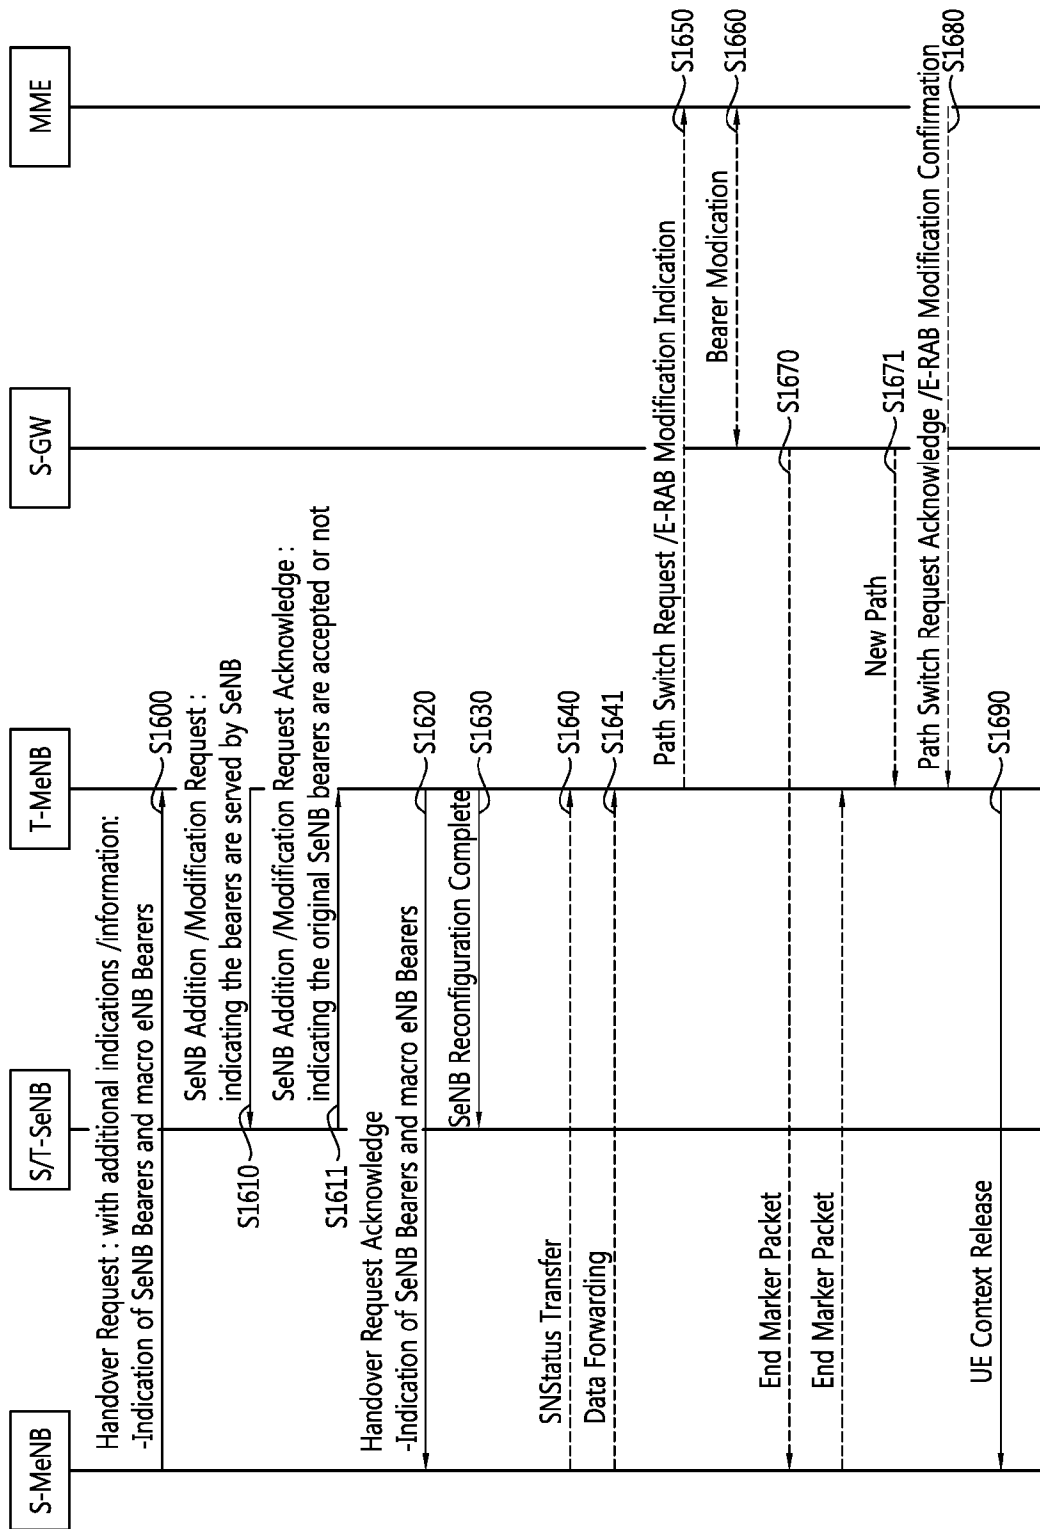 S-MeNB
S/T-SeNB
T-MeNB
S-GW
MME
Handover Request : with additional indications /information:
-Indication of SeNB Bearers and macro eNB Bearers
S1600
SeNB Addition /Modification Request :
indicating the bearers are served by SeNB
S1610
SeNB Addition /Modification Request Acknowledge :
indicating the original SeNB bearers are accepted or not
S1611
Handover Request Acknowledge
-Indication of SeNB Bearers and macro eNB Bearers
S1620
SeNB Reconfiguration Complete
S1630
SNStatus Transfer
S1640
Data Forwarding
S1641
Path Switch Request /E-RAB Modification Indication
S1650
Bearer Modication
S1660
End Marker Packet
S1670
End Marker Packet
New Path
S1671
Path Switch Request Acknowledge /E-RAB Modification Confirmation
S1680
UE Context Release
S1690